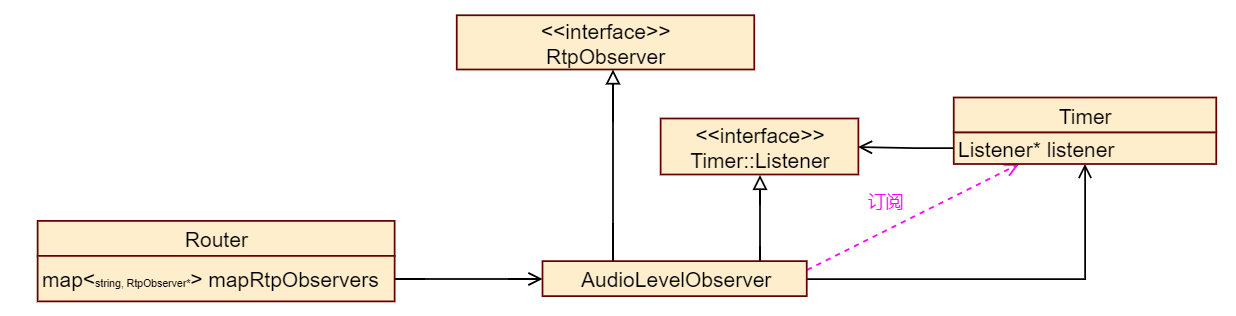 <<interface>>
RtpObserver
<<interface>>
Timer::Listener
Timer
Listener* listener
订阅
Router
map<string, RtpObserver*> mapRtpObservers
AudioLevelObserver